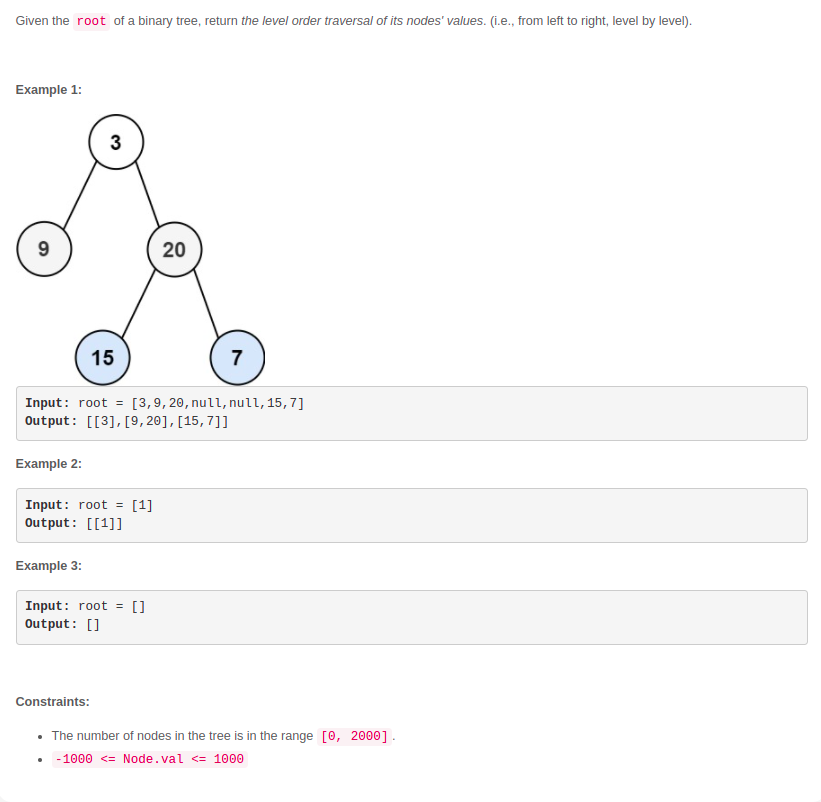 Given the root of a binary tree, return the level order traversal of its nodes' values. (i.e., from left to right, level by level).
Example 1:
3
9
20
15
7
Input: root = [3,9,20,null,null,15,7]
Output: [[3],[9,20],[15,7]]
Example 2:
Input: root = [1]
Output: [[1]]
Example 3:
Input: root = []
Output: []
Constraints:
The number of nodes in the tree is in the range [0, 2000] .
-1000 <= Node.val <= 1000